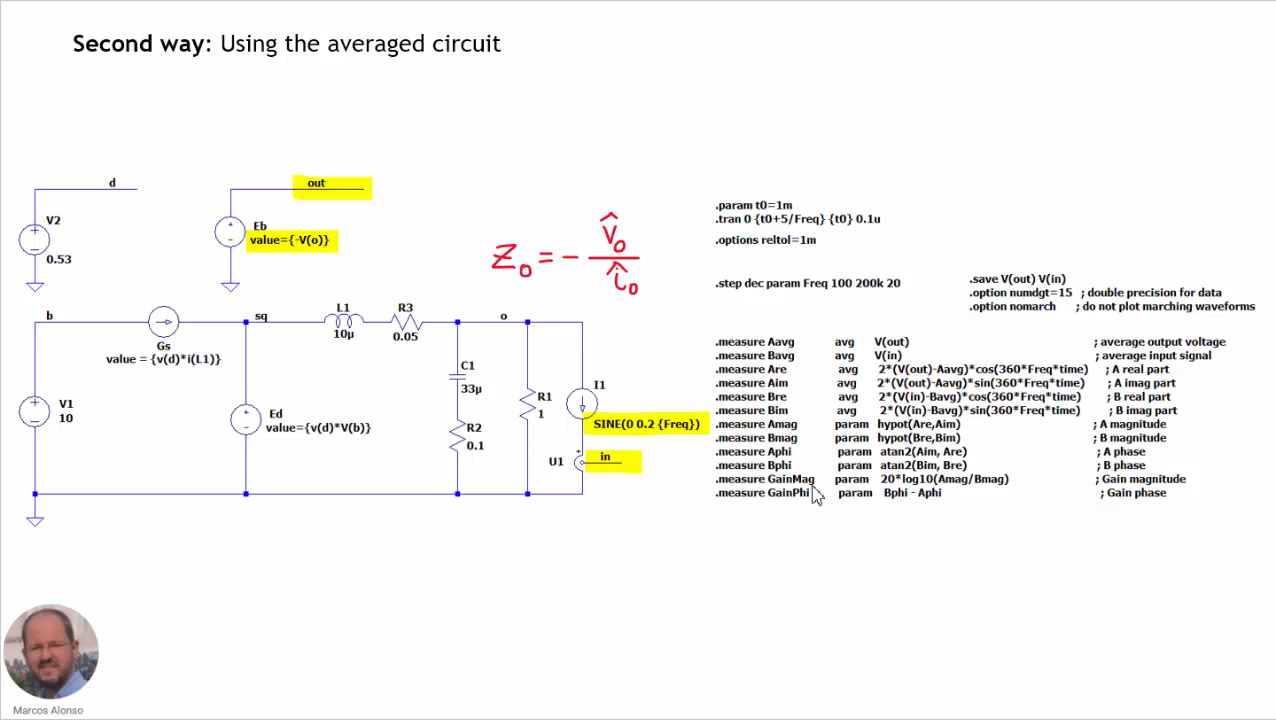 Second way: Using the averaged circuit
d
out
V2
0.53
Eb
value={-V(o)}
Zo = - v̂o / îo
b
Gs
value = {v(d)*i(L1)}
sq
L1
10µ
R3
0.05
o
C1
33µ
R2
0.1
R1
1
I1
SINE(0 0.2 {Freq})
U1
in
V1
10
Ed
value={v(d)*V(b)}
.param t0=1m
.tran 0 {t0+5/Freq} {t0} 0.1u
.options reltol=1m
.step dec param Freq 100 200k 20
.save V(out) V(in)
.option numdgt=15 ; double precision for data
.option nomarch ; do not plot marching waveforms
.measure Aavg avg V(out) ; average output voltage
.measure Bavg avg V(in) ; average input signal
.measure Are avg 2*(V(out)-Aavg)*cos(360*Freq*time) ; A real part
.measure Aim avg 2*(V(out)-Aavg)*sin(360*Freq*time) ; A imag part
.measure Bre avg 2*(V(in)-Bavg)*cos(360*Freq*time) ; B real part
.measure Bim avg 2*(V(in)-Bavg)*sin(360*Freq*time) ; B imag part
.measure Amag param hypot(Are,Aim) ; A magnitude
.measure Bmag param hypot(Bre,Bim) ; B magnitude
.measure Aphi param atan2(Aim, Are) ; A phase
.measure Bphi param atan2(Bim, Bre) ; B phase
.measure GainMag param 20*log10(Amag/Bmag) ; Gain magnitude
.measure GainPhi param Bphi - Aphi ; Gain phase
Marcos Alonso